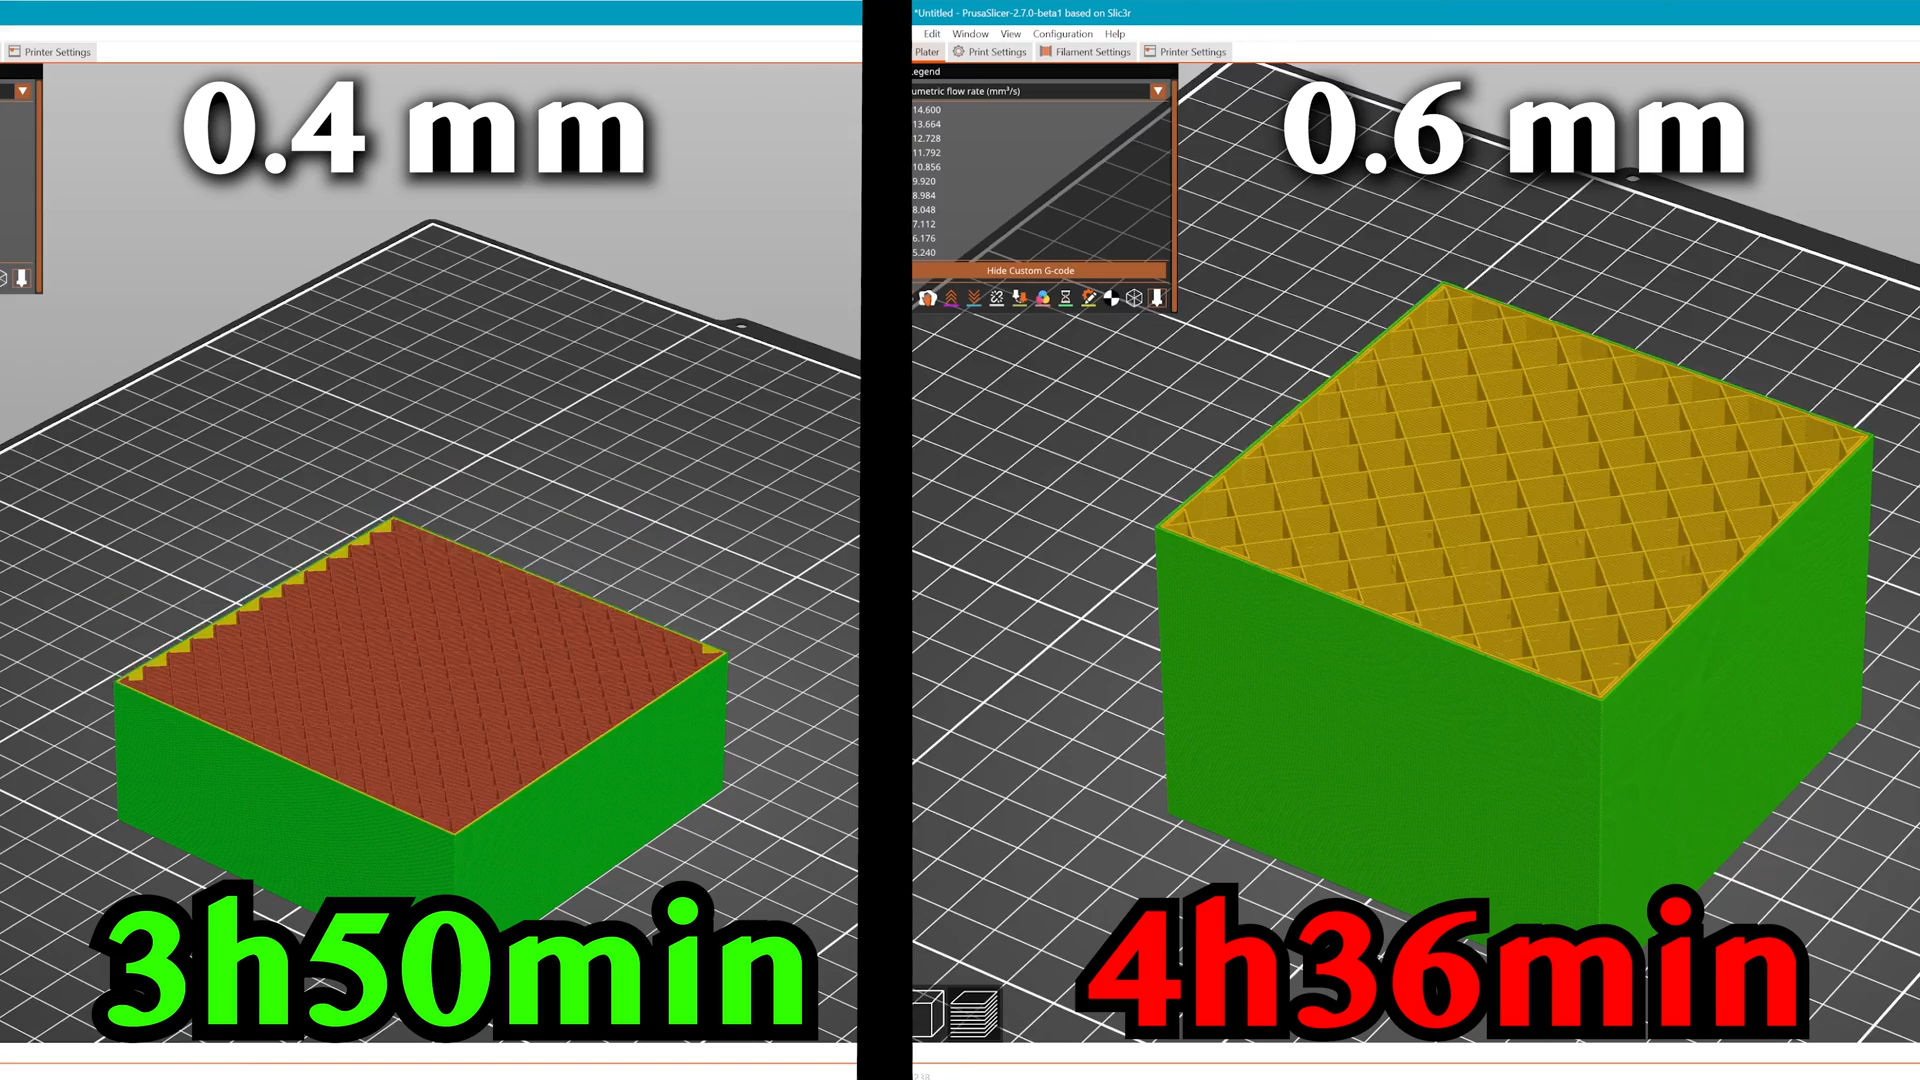 *Untitled - PrusaSlicer-2.7.0-beta1 based on Slic3r
Edit View Window Configuration Help
Printer Settings
Plater Print Settings Filament Settings Printer Settings
egend
umetric flow rate (mm³/s)
0.4 mm
0.6 mm
14.600
13.664
12.728
11.792
10.856
9.920
8.984
8.048
7.112
6.176
5.240
Hide Custom G-code
3h50min
4h36min
238